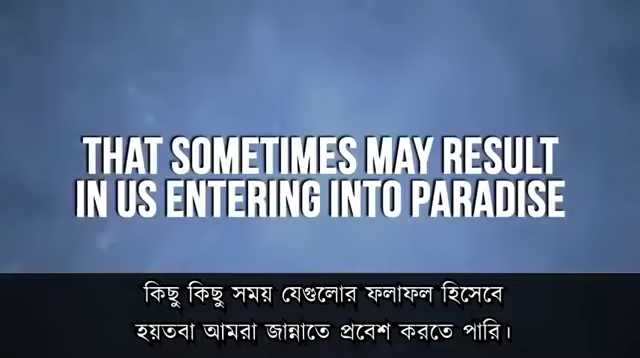 THAT SOMETIMES MAY RESULT
IN US ENTERING INTO PARADISE
কিছু কিছু সময় যেগুলোর ফলাফল হিসেবে
হয়তবা আমরা জান্নাতে প্রবেশ করতে পারি।